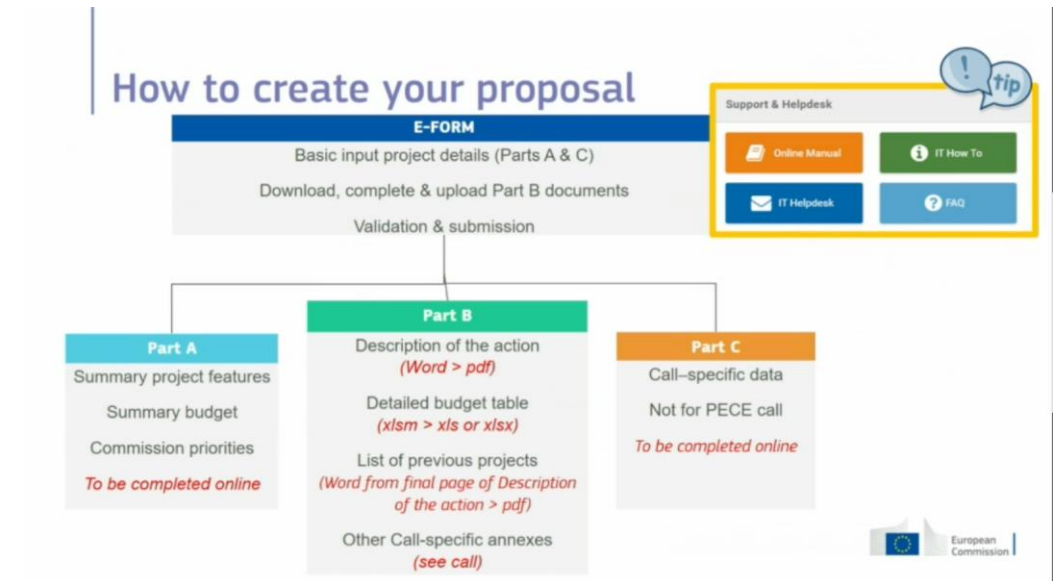 How to create your proposal
! tip
Support & Helpdesk
Online Manual
IT How To
IT Helpdesk
FAQ
E-FORM
Basic input project details (Parts A & C)
Download, complete & upload Part B documents
Validation & submission
Part A
Summary project features
Summary budget
Commission priorities
To be completed online
Part B
Description of the action
(Word > pdf)
Detailed budget table
(xlsm > xls or xlsx)
List of previous projects
(Word from final page of Description
of the action > pdf)
Other Call-specific annexes
(see call)
Part C
Call–specific data
Not for PECE call
To be completed online
European
Commission